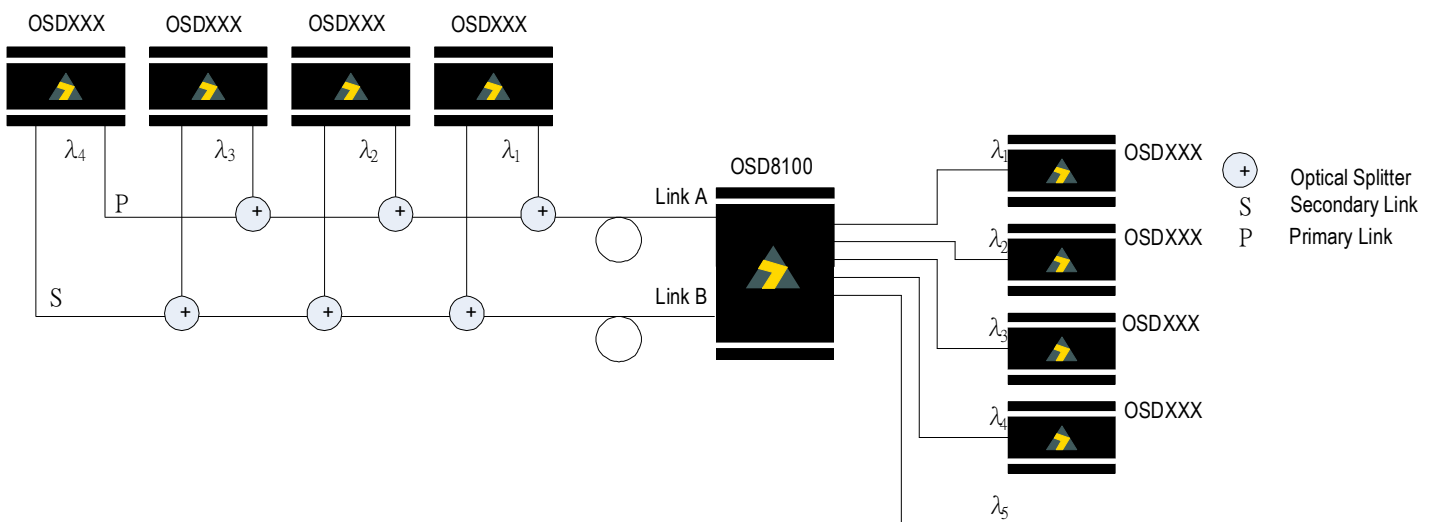 OSDXXX OSDXXX OSDXXX OSDXXX
λ4 λ3 λ2 λ1
P
S
Link A
Link B
OSD8100
λ1 OSDXXX
λ2 OSDXXX
λ3 OSDXXX
λ4 OSDXXX
λ5
+ Optical Splitter
S Secondary Link
P Primary Link
+ + +
+ + +